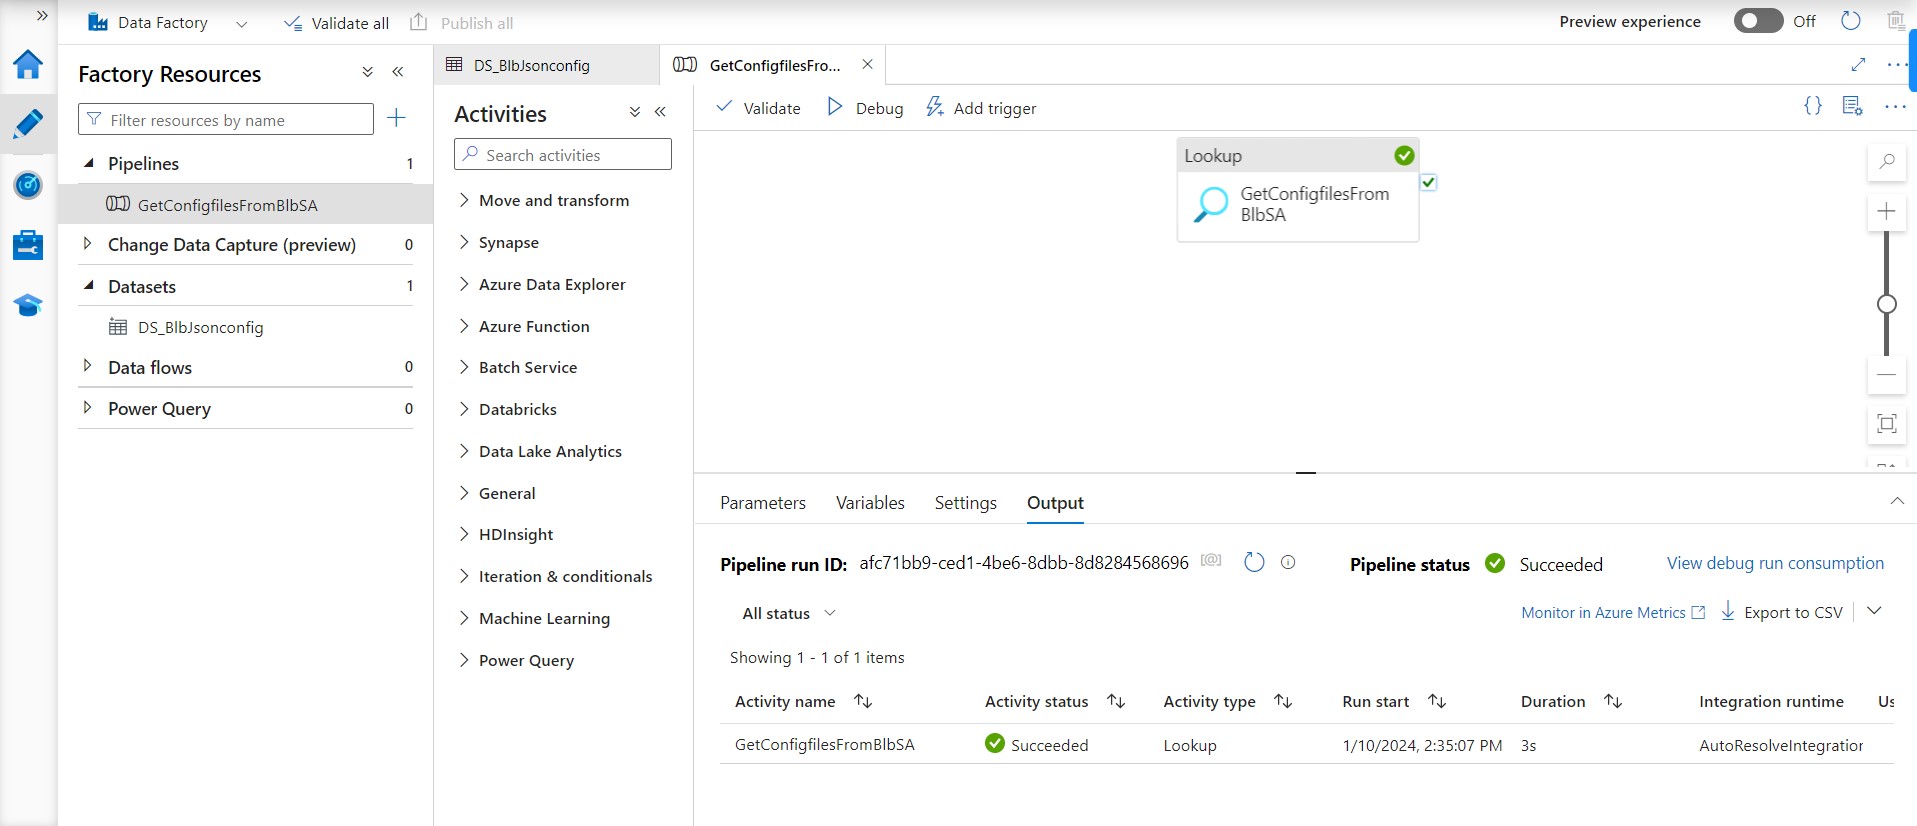 Data Factory
Validate all
Publish all
Preview experience
Off
Factory Resources
Filter resources by name
Pipelines 1
GetConfigfilesFromBlbSA
Change Data Capture (preview) 0
Datasets 1
DS_BlbJsonconfig
Data flows 0
Power Query 0
DS_BlbJsonconfig
GetConfigfilesFro...
Activities
Search activities
Move and transform
Synapse
Azure Data Explorer
Azure Function
Batch Service
Databricks
Data Lake Analytics
General
HDInsight
Iteration & conditionals
Machine Learning
Power Query
Validate
Debug
Add trigger
Lookup
GetConfigfilesFrom
BlbSA
Parameters Variables Settings Output
Pipeline run ID: afc71bb9-ced1-4be6-8dbb-8d8284568696
Pipeline status Succeeded
View debug run consumption
All status
Monitor in Azure Metrics
Export to CSV
Showing 1 - 1 of 1 items
Activity name Activity status Activity type Run start Duration Integration runtime Us
GetConfigfilesFromBlbSA Succeeded Lookup 1/10/2024, 2:35:07 PM 3s AutoResolveIntegration